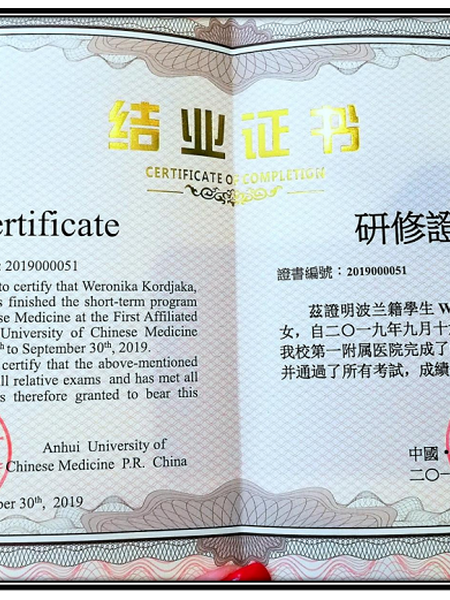 结业证书
CERTIFICATE OF COMPLETION
ertificate
: 2019000051
to certify that Weronika Kordjaka,
s finished the short-term program
se Medicine at the First Affiliated
University of Chinese Medicine
th to September 30th, 2019.
certify that the above-mentioned
ll relative exams and has met all
s therefore granted to bear this
Anhui University of
Chinese Medicine P.R. China
ber 30th, 2019
研修證
證書編號：2019000051
茲證明波兰籍學生 W
女，自二〇一九年九月十
我校第一附属医院完成了
并通過了所有考試，成績
中國·
二〇一